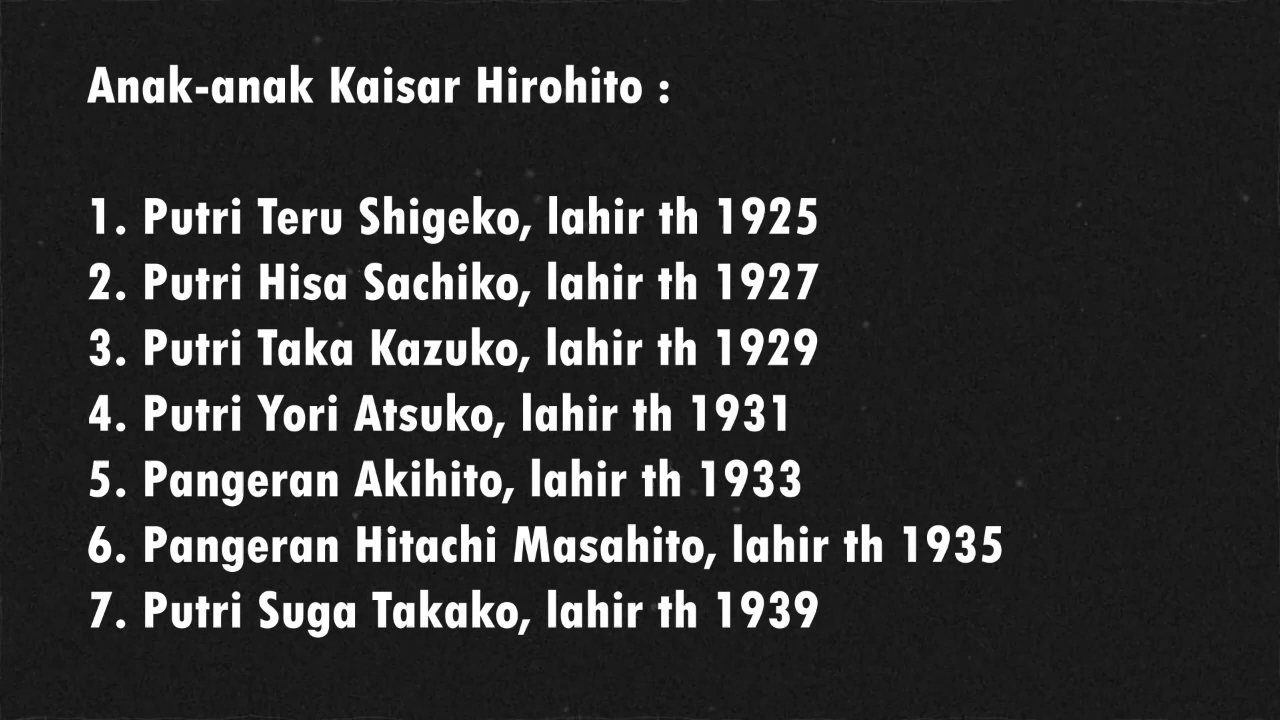 Anak-anak Kaisar Hirohito :
1. Putri Teru Shigeko, lahir th 1925
2. Putri Hisa Sachiko, lahir th 1927
3. Putri Taka Kazuko, lahir th 1929
4. Putri Yori Atsuko, lahir th 1931
5. Pangeran Akihito, lahir th 1933
6. Pangeran Hitachi Masahito, lahir th 1935
7. Putri Suga Takako, lahir th 1939